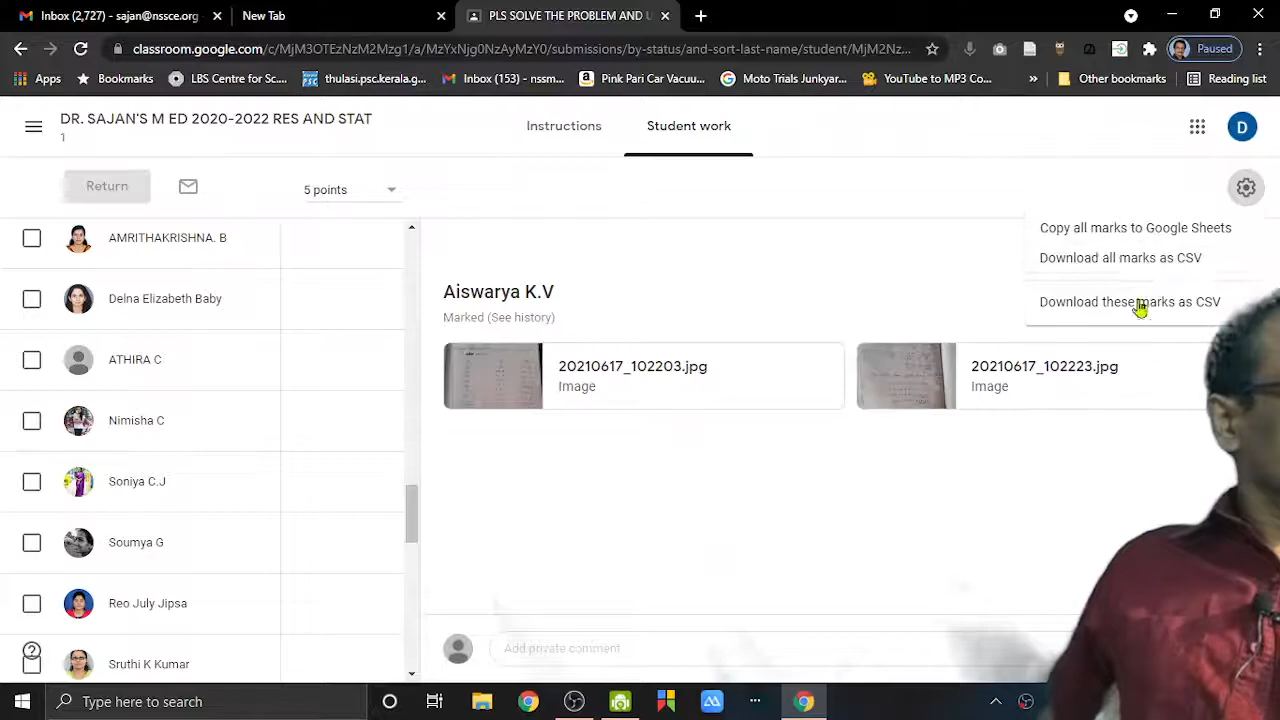 Inbox (2,727) - sajan@nssce.org
New Tab
PLS SOLVE THE PROBLEM AND U
classroom.google.com/c/MjM3OTEzNzM2Mzg1/a/MzYxNjg0NzAyMzY0/submissions/by-status/and-sort-last-name/student/MjM2Nz...
Paused
Apps
Bookmarks
LBS Centre for Sc...
thulasi.psc.kerala.g...
Inbox (153) - nssm...
Pink Pari Car Vacuu...
Moto Trials Junkyar...
YouTube to MP3 Co...
»
Other bookmarks
Reading list
DR. SAJAN'S M ED 2020-2022 RES AND STAT
1
Instructions
Student work
D
Return
5 points
Copy all marks to Google Sheets
Download all marks as CSV
Download these marks as CSV
AMRITHAKRISHNA. B
Delna Elizabeth Baby
ATHIRA C
Nimisha C
Soniya C.J
Soumya G
Reo July Jipsa
Sruthi K Kumar
Aiswarya K.V
Marked (See history)
20210617_102203.jpg
Image
20210617_102223.jpg
Image
Add private comment
Type here to search